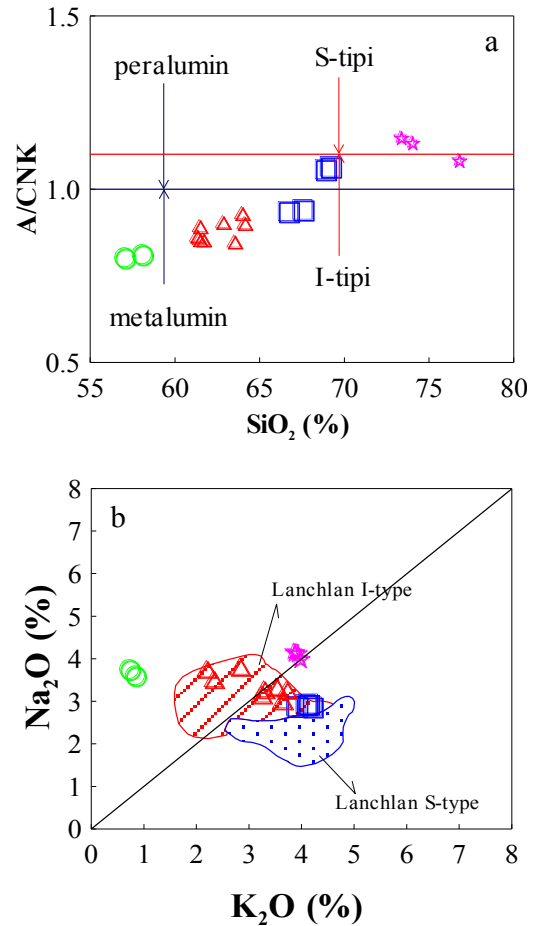 1.5
a
peralumin
S-tipi
A/CNK
1.0
metalumin
I-tipi
0.5
55 60 65 70 75 80
SiO₂ (%)
8
b
7
6
Lanchlan I-type
5
Na₂O (%)
4
3
2
1
Lanchlan S-type
0
0 1 2 3 4 5 6 7 8
K₂O (%)